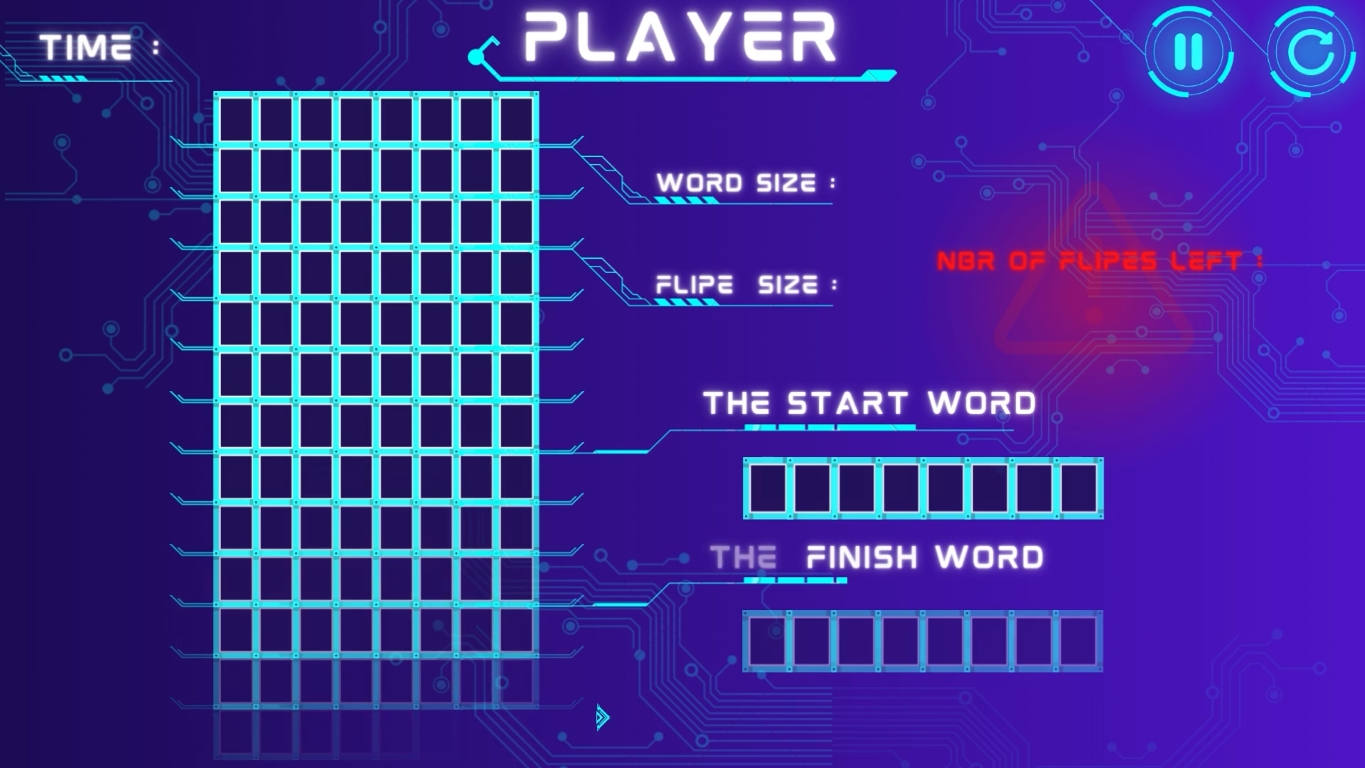 TIME :
PLAYER
WORD SIZE :
FLIPE SIZE :
NBR OF FLIPES LEFT :
THE START WORD
THE FINISH WORD